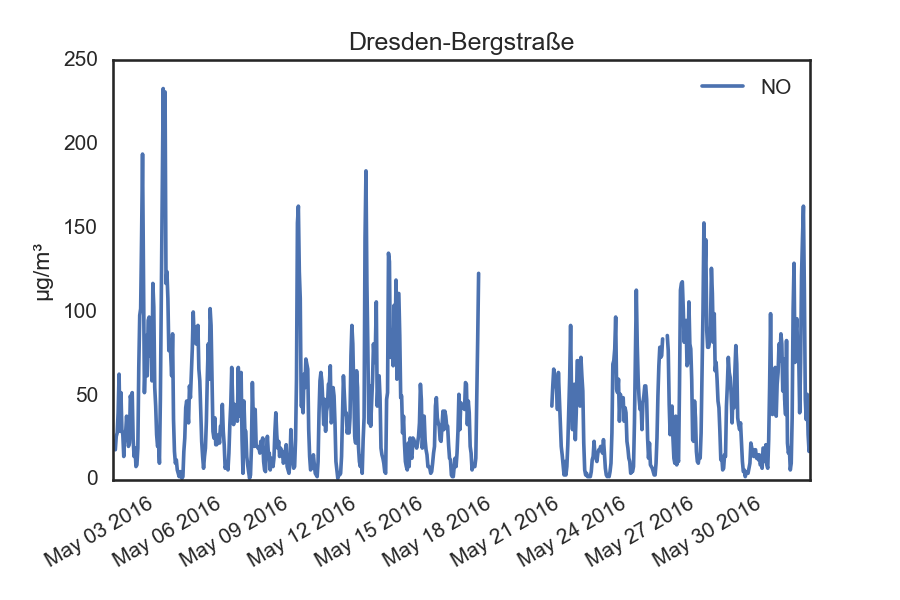 Dresden-Bergstraße
250
200
150
100
50
0
µg/m³
NO
May 03 2016
May 06 2016
May 09 2016
May 12 2016
May 15 2016
May 18 2016
May 21 2016
May 24 2016
May 27 2016
May 30 2016